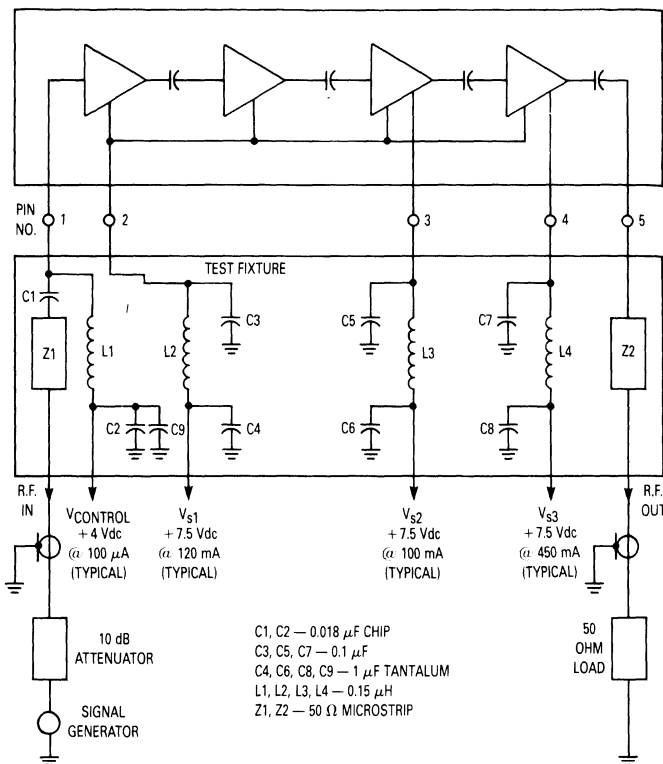 PIN NO.
1
2
3
4
5
TEST FIXTURE
C1
Z1
L1
L2
C3
C5
L3
C7
L4
Z2
C2
C9
C4
C6
C8
R.F. IN
VCONTROL
+ 4 Vdc
@ 100 μA
(TYPICAL)
Vs1
+ 7.5 Vdc
@ 120 mA
(TYPICAL)
Vs2
+ 7.5 Vdc
@ 100 mA
(TYPICAL)
Vs3
+ 7.5 Vdc
@ 450 mA
(TYPICAL)
R.F. OUT
10 dB
ATTENUATOR
SIGNAL
GENERATOR
C1, C2 — 0.018 μF CHIP
C3, C5, C7 — 0.1 μF
C4, C6, C8, C9 — 1 μF TANTALUM
L1, L2, L3, L4 — 0.15 μH
Z1, Z2 — 50 Ω MICROSTRIP
50
OHM
LOAD